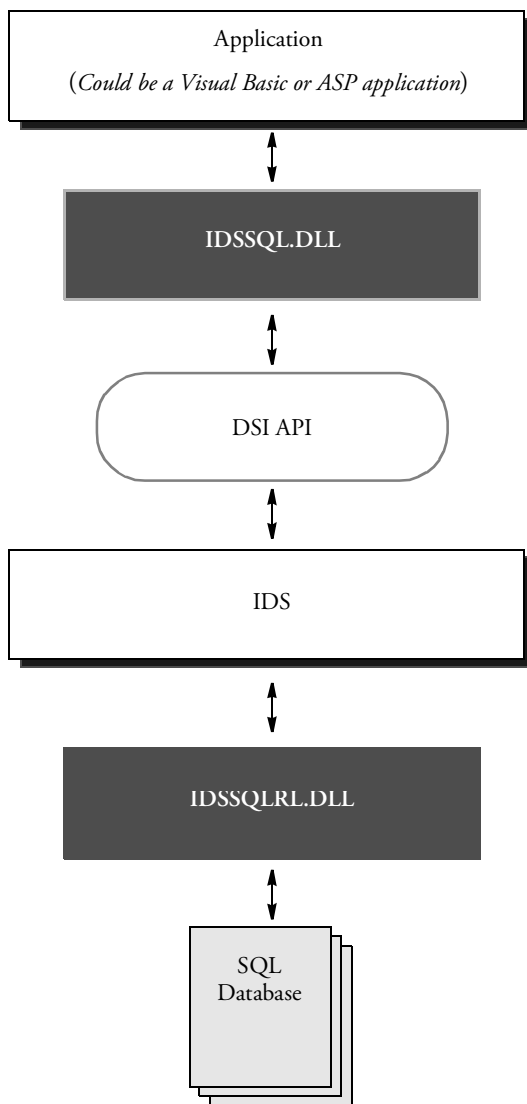 Application
(Could be a Visual Basic or ASP application)
IDSSQL.DLL
DSI API
IDS
IDSSQLRL.DLL
SQL
Database